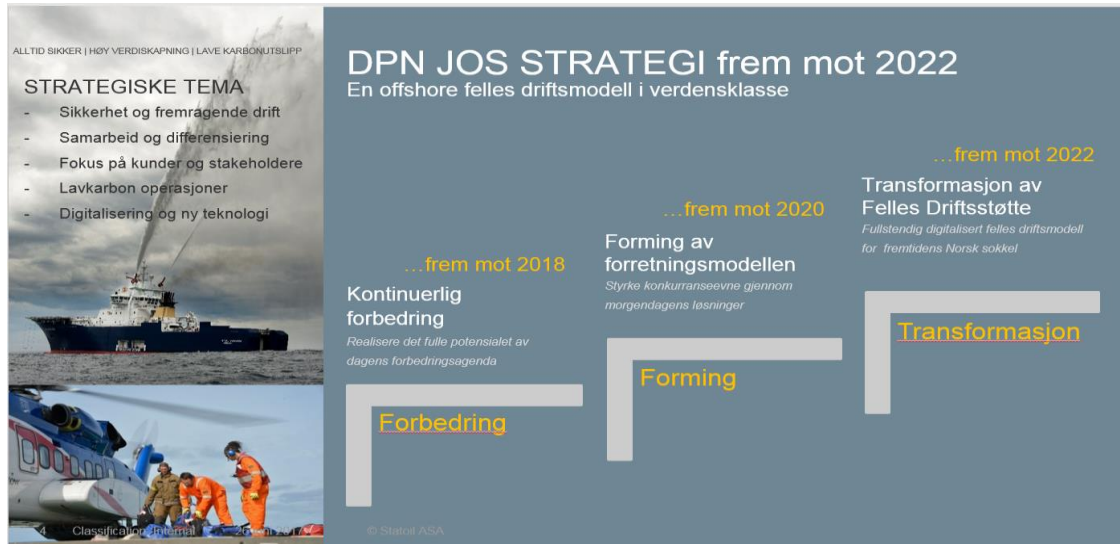 ALLTID SIKKER | HØY VERDISKAPNING | LAVE KARBONUTSLIPP
STRATEGISKE TEMA
- Sikkerhet og fremragende drift
- Samarbeid og differensiering
- Fokus på kunder og stakeholdere
- Lavkarbon operasjoner
- Digitalisering og ny teknologi
DPN JOS STRATEGI frem mot 2022
En offshore felles driftsmodell i verdensklasse
...frem mot 2018
Kontinuerlig
forbedring
Realisere det fulle potensialet av
dagens forbedringsagenda
Forbedring
...frem mot 2020
Forming av
forretningsmodellen
Styrke konkurranseevne gjennom
morgendagens løsninger
Forming
...frem mot 2022
Transformasjon av
Felles Driftsstøtte
Fullstendig digitalisert felles driftsmodell
for fremtidens Norsk sokkel
Transformasjon
4 Classification: Internal
© Statoil ASA